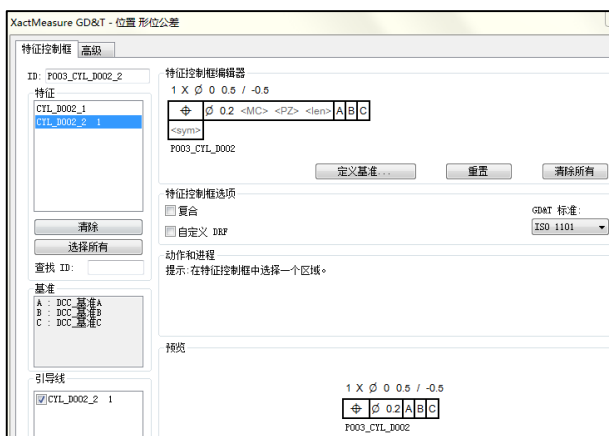 XactMeasure GD&T - 位置 形位公差
特征控制框 高级
ID: P003_CYL_D002_2
特征
CYL_D002_1
CYL_D002_2 1
清除
选择所有
查找 ID:
基准
A : DCC_基准A
B : DCC_基准B
C : DCC_基准C
引导线
CYL_D002_2 1
特征控制框编辑器
1 X Ø 0 0.5 / -0.5
⌖ Ø 0.2 <MC> <PZ> <len> A B C
<sym>
P003_CYL_D002
定义基准... 重置 清除所有
特征控制框选项
复合
自定义 DRF
GD&T 标准:
ISO 1101
动作和进程
提示:在特征控制框中选择一个区域。
预览
1 X Ø 0 0.5 / -0.5
⌖ Ø 0.2 A B C
P003_CYL_D002